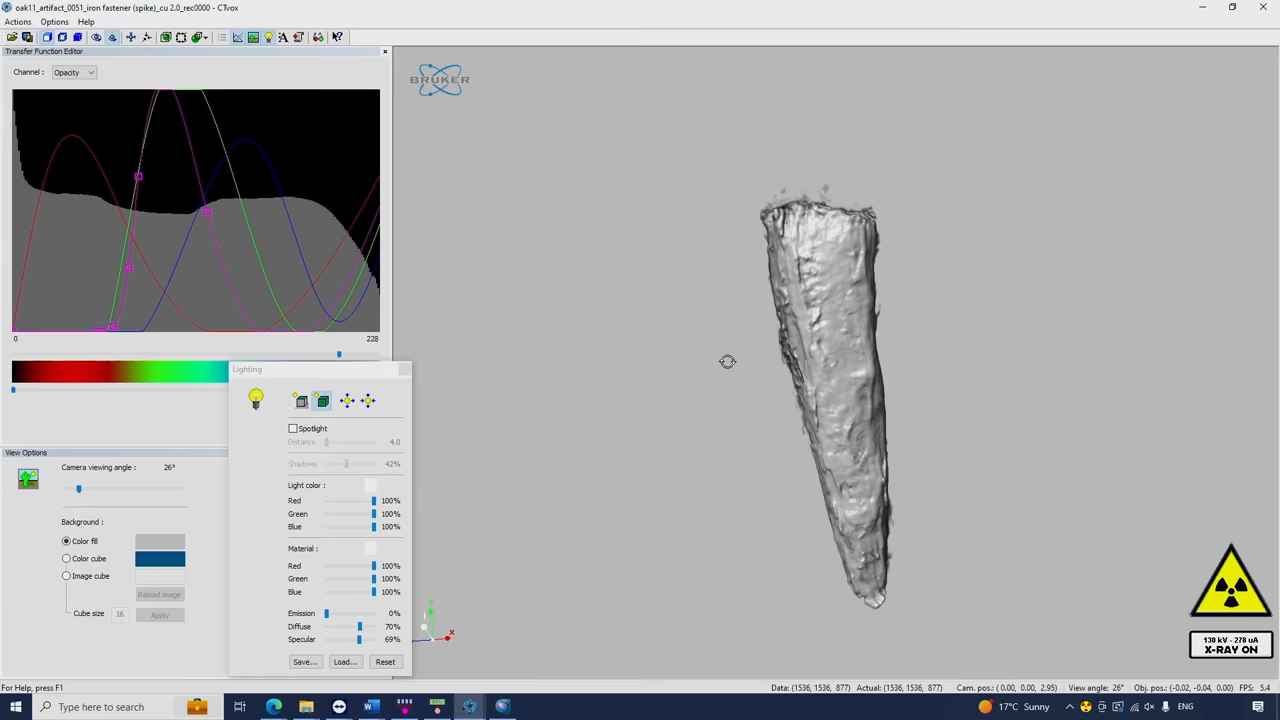 oak11_artifact_0051_iron fastener (spike)_cu 2.0_rec0000 - CTvox
Actions Options Help
Transfer Function Editor
Channel : Opacity
BRUKER
0 228
Lighting
Spotlight
Distance 4.0
Shadows 42%
Light color :
Red 100%
Green 100%
Blue 100%
Material :
Red 100%
Green 100%
Blue 100%
Emission 0%
Diffuse 70%
Specular 69%
Save... Load... Reset
View Options
Camera viewing angle : 26°
Background :
Color fill
Color cube
Image cube
Reload image
Cube size 16 Apply
x
130 kV - 278 uA
X-RAY ON
For Help, press F1
Data: (1536, 1536, 877) Actual: (1536, 1536, 877) Cam. pos.: ( 0.00, 0.00, 2.95) View angle: 26° Obj. pos.: (-0.02, -0.04, 0.00) FPS: 5.4
Type here to search
17°C Sunny
ENG